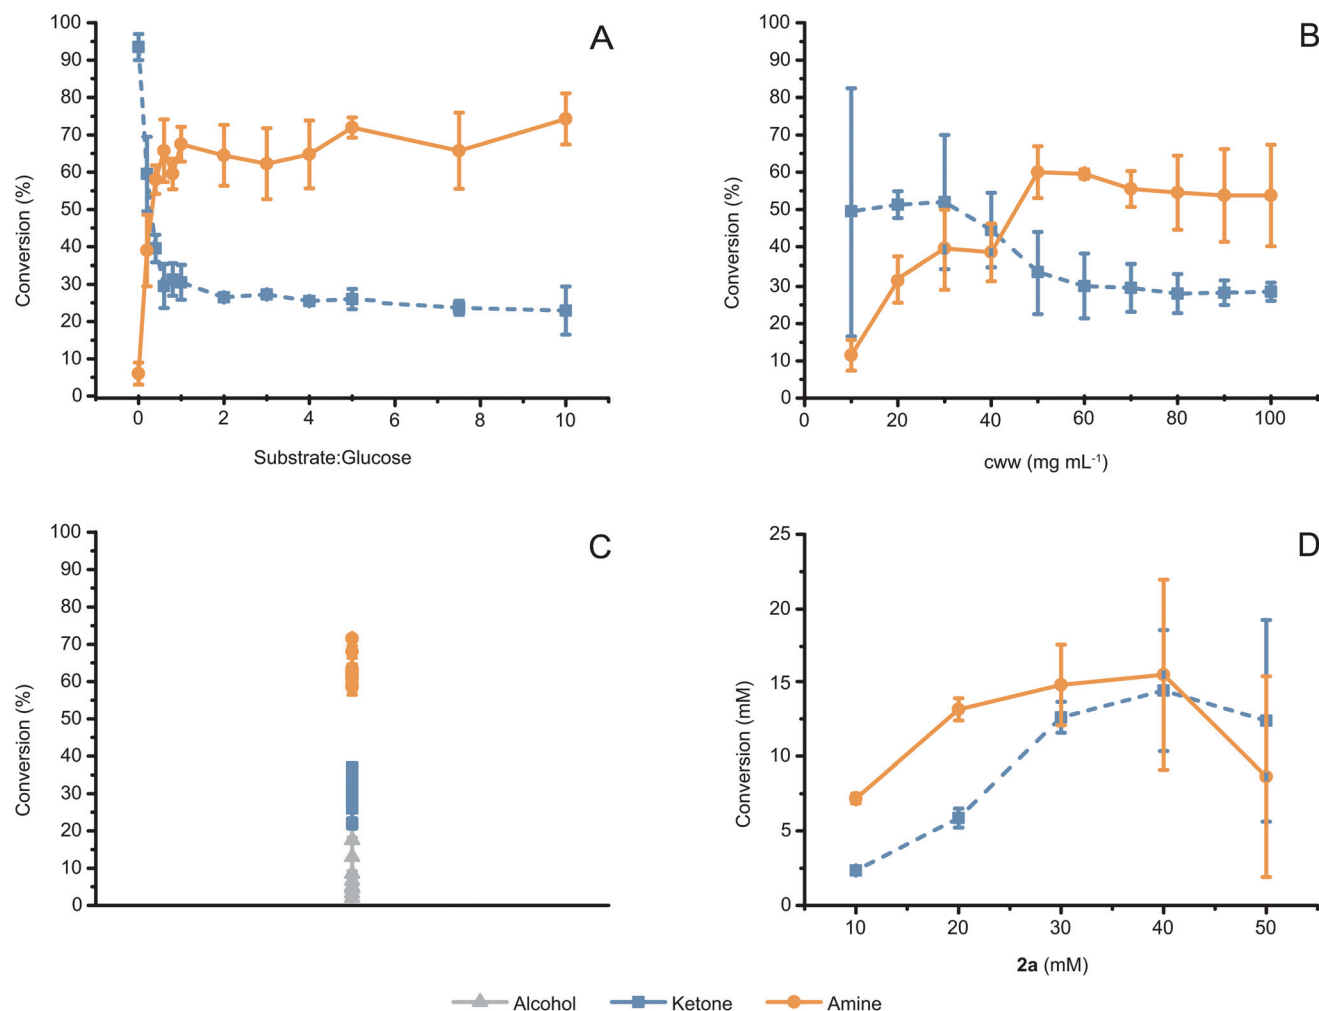 A
100
90
80
70
60
50
40
30
20
10
0
Conversion (%)
0 2 4 6 8 10
Substrate:Glucose
B
100
90
80
70
60
50
40
30
20
10
0
Conversion (%)
0 20 40 60 80 100
cww (mg mL⁻¹)
C
100
90
80
70
60
50
40
30
20
10
0
Conversion (%)
D
25
20
15
10
5
0
Conversion (mM)
10 20 30 40 50
2a (mM)
Alcohol Ketone Amine